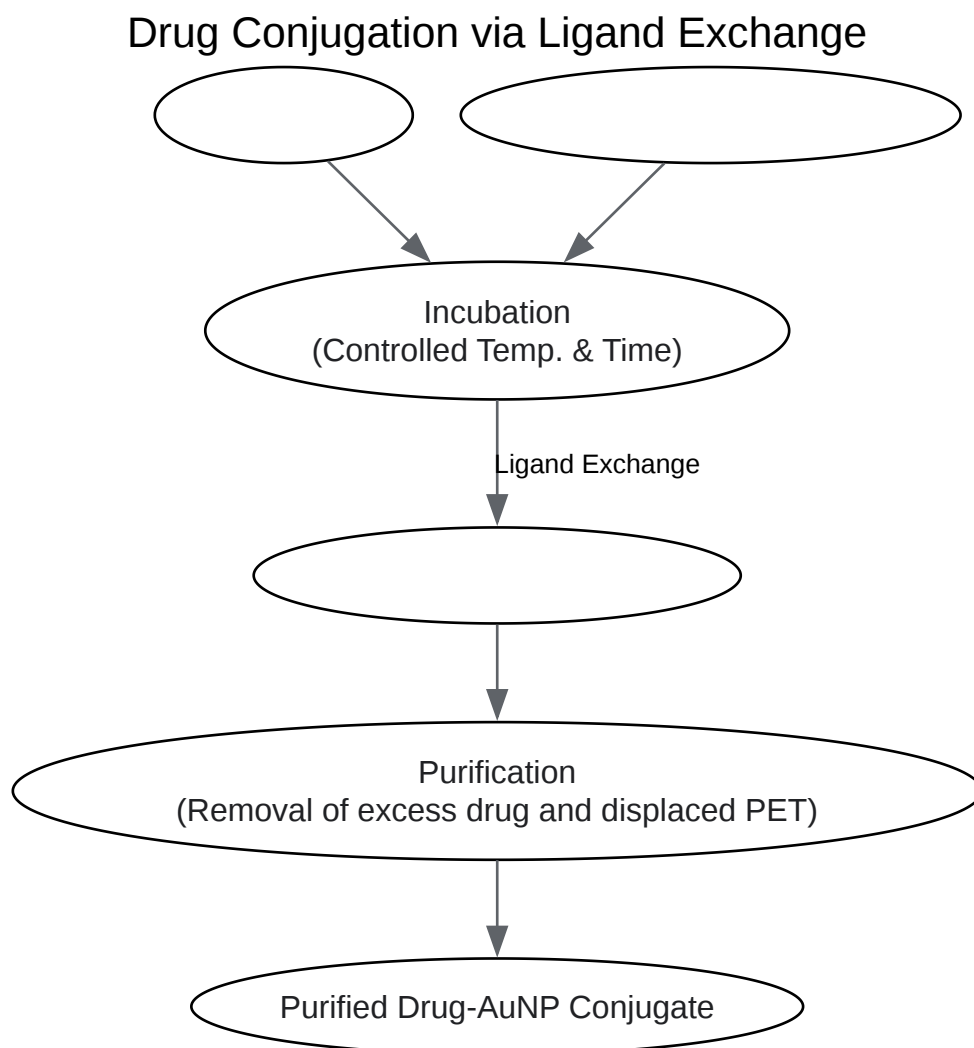 Drug Conjugation via Ligand Exchange
Incubation
(Controlled Temp. & Time)
Ligand Exchange
Purification
(Removal of excess drug and displaced PET)
Purified Drug-AuNP Conjugate